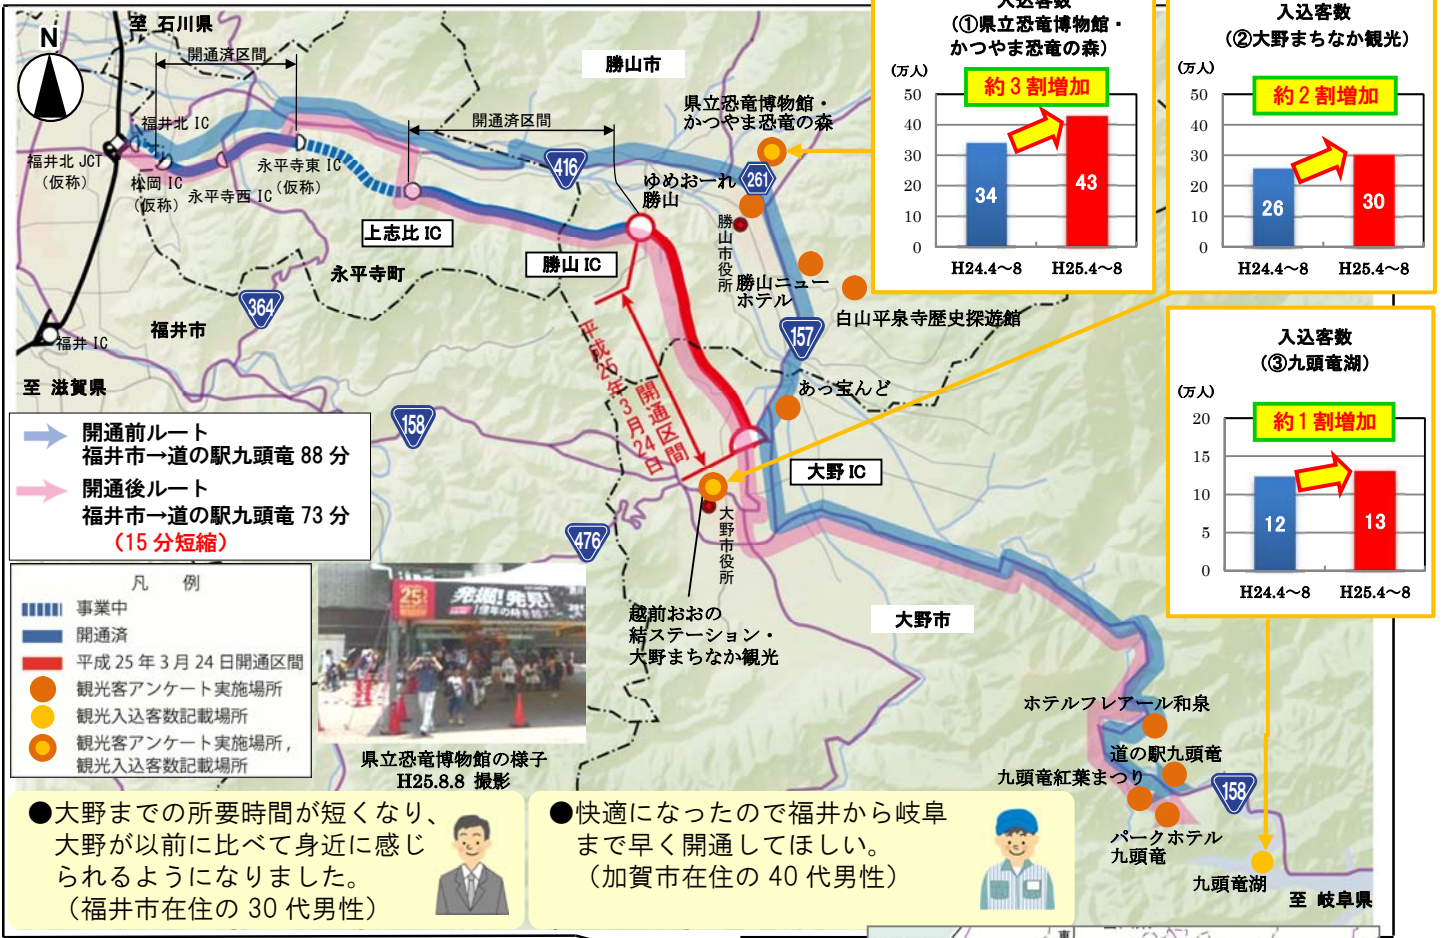 至 石川県
N
開通済区間
勝山市
県立恐竜博物館・
かつやま恐竜の森
福井北 IC
開通済区間
福井北 JCT
(仮称)
松岡 IC
(仮称)
永平寺西 IC
永平寺東 IC
(仮称)
416
261
ゆめおーれ
勝山
勝山市役所
上志比 IC
勝山 IC
永平寺町
364
福井市
福井 IC
勝山ニュー
ホテル
白山平泉寺歴史探遊館
157
至 滋賀県
平成25年3月24日
開通区間
あっ宝んど
158
大野 IC
開通前ルート
福井市→道の駅九頭竜 88 分
開通後ルート
福井市→道の駅九頭竜 73 分
(15 分短縮)
476
大野市役所
越前おおの
結ステーション・
大野まちなか観光
大野市
凡 例
事業中
開通済
平成 25 年 3 月 24 日開通区間
観光客アンケート実施場所
観光入込客数記載場所
観光客アンケート実施場所,
観光入込客数記載場所
発掘!発見!
県立恐竜博物館の様子
H25.8.8 撮影
ホテルフレアール和泉
道の駅九頭竜
九頭竜紅葉まつり
158
パークホテル
九頭竜
九頭竜湖
至 岐阜県
入込客数
(①県立恐竜博物館・
かつやま恐竜の森)
(万人)
約 3 割増加
50
40
30
20
10
0
34
43
H24.4～8
H25.4～8
入込客数
(②大野まちなか観光)
(万人)
約 2 割増加
50
40
30
20
10
0
26
30
H24.4～8
H25.4～8
入込客数
(③九頭竜湖)
(万人)
約 1 割増加
20
15
10
5
0
12
13
H24.4～8
H25.4～8
●大野までの所要時間が短くなり、
大野が以前に比べて身近に感じ
られるようになりました。
(福井市在住の 30 代男性)
●快適になったので福井から岐阜
まで早く開通してほしい。
(加賀市在住の 40 代男性)